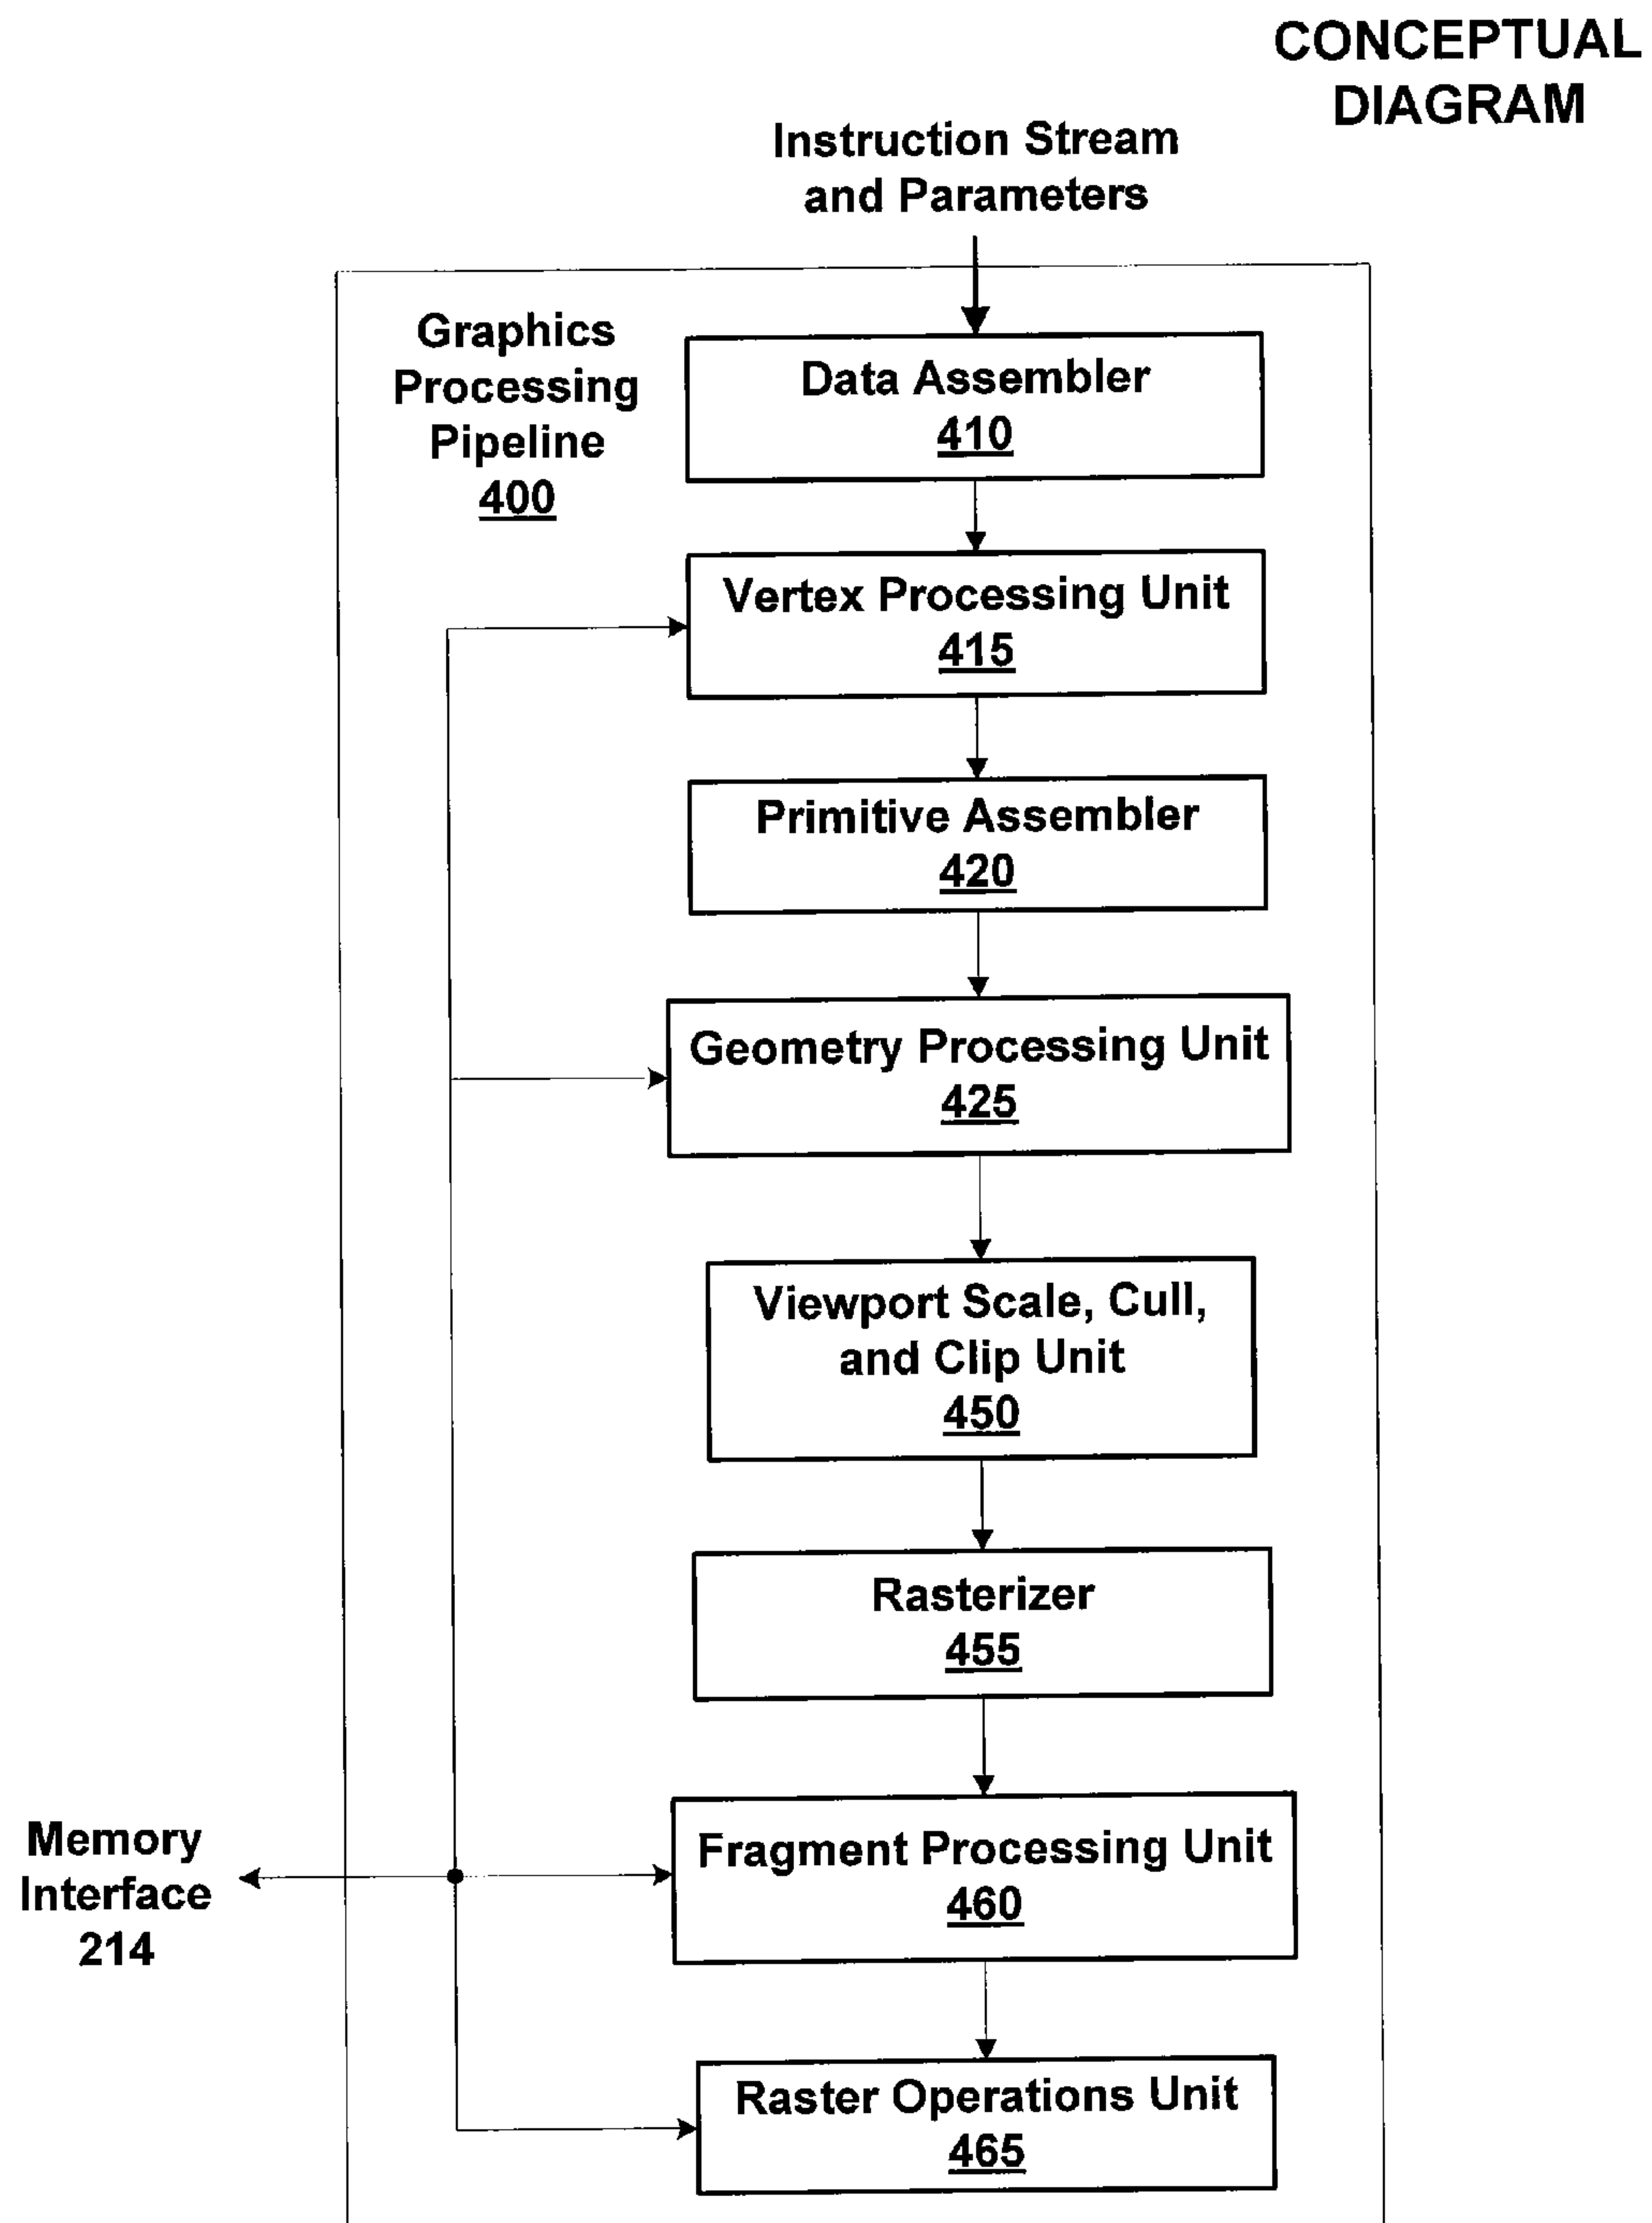 CONCEPTUAL
DIAGRAM
Instruction Stream
and Parameters
Graphics
Processing
Pipeline
400
Data Assembler
410
Vertex Processing Unit
415
Primitive Assembler
420
Geometry Processing Unit
425
Viewport Scale, Cull,
and Clip Unit
450
Rasterizer
455
Memory
Interface
214
Fragment Processing Unit
460
Raster Operations Unit
465